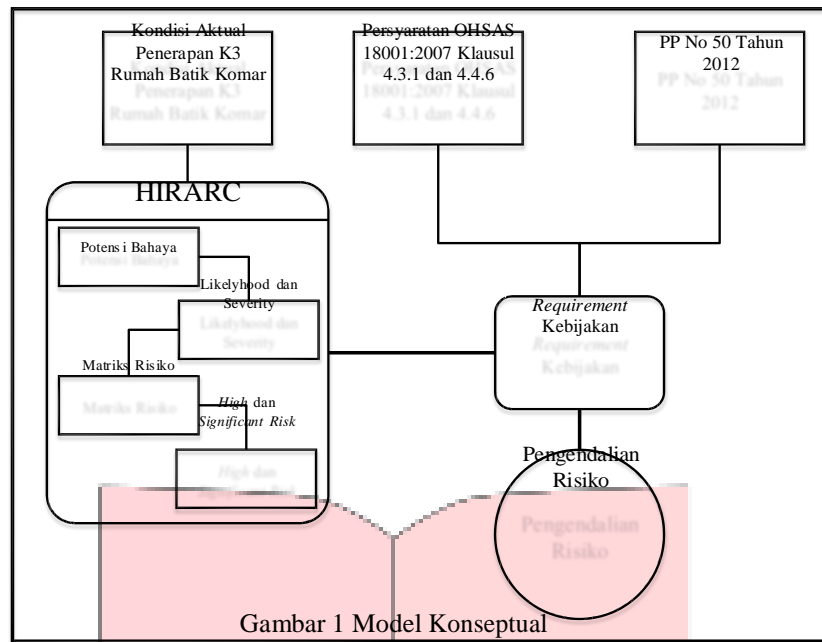 Kondisi Aktual
Penerapan K3
Rumah Batik Komar
Persyaratan OHSAS
18001:2007 Klausul
4.3.1 dan 4.4.6
PP No 50 Tahun
2012
HIRARC
Potensi Bahaya
Likelyhood dan
Severity
Matriks Risiko
High dan
Significant Risk
Requirement
Kebijakan
Pengendalian
Risiko
Gambar 1 Model Konseptual